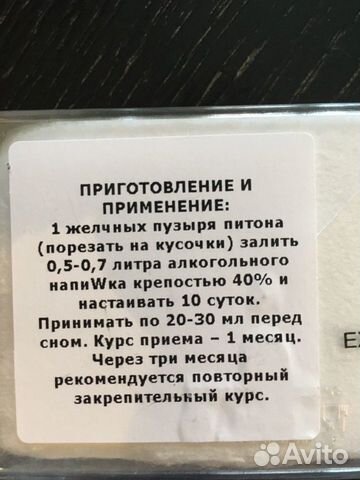 ПРИГОТОВЛЕНИЕ И
ПРИМЕНЕНИЕ:
1 желчных пузыря питона
(порезать на кусочки) залить
0,5-0,7 литра алкогольного
напиWка крепостью 40% и
настаивать 10 суток.
Принимать по 20-30 мл перед
сном. Курс приема – 1 месяц.
Через три месяца
рекомендуется повторный
закрепительный курс.
Avito